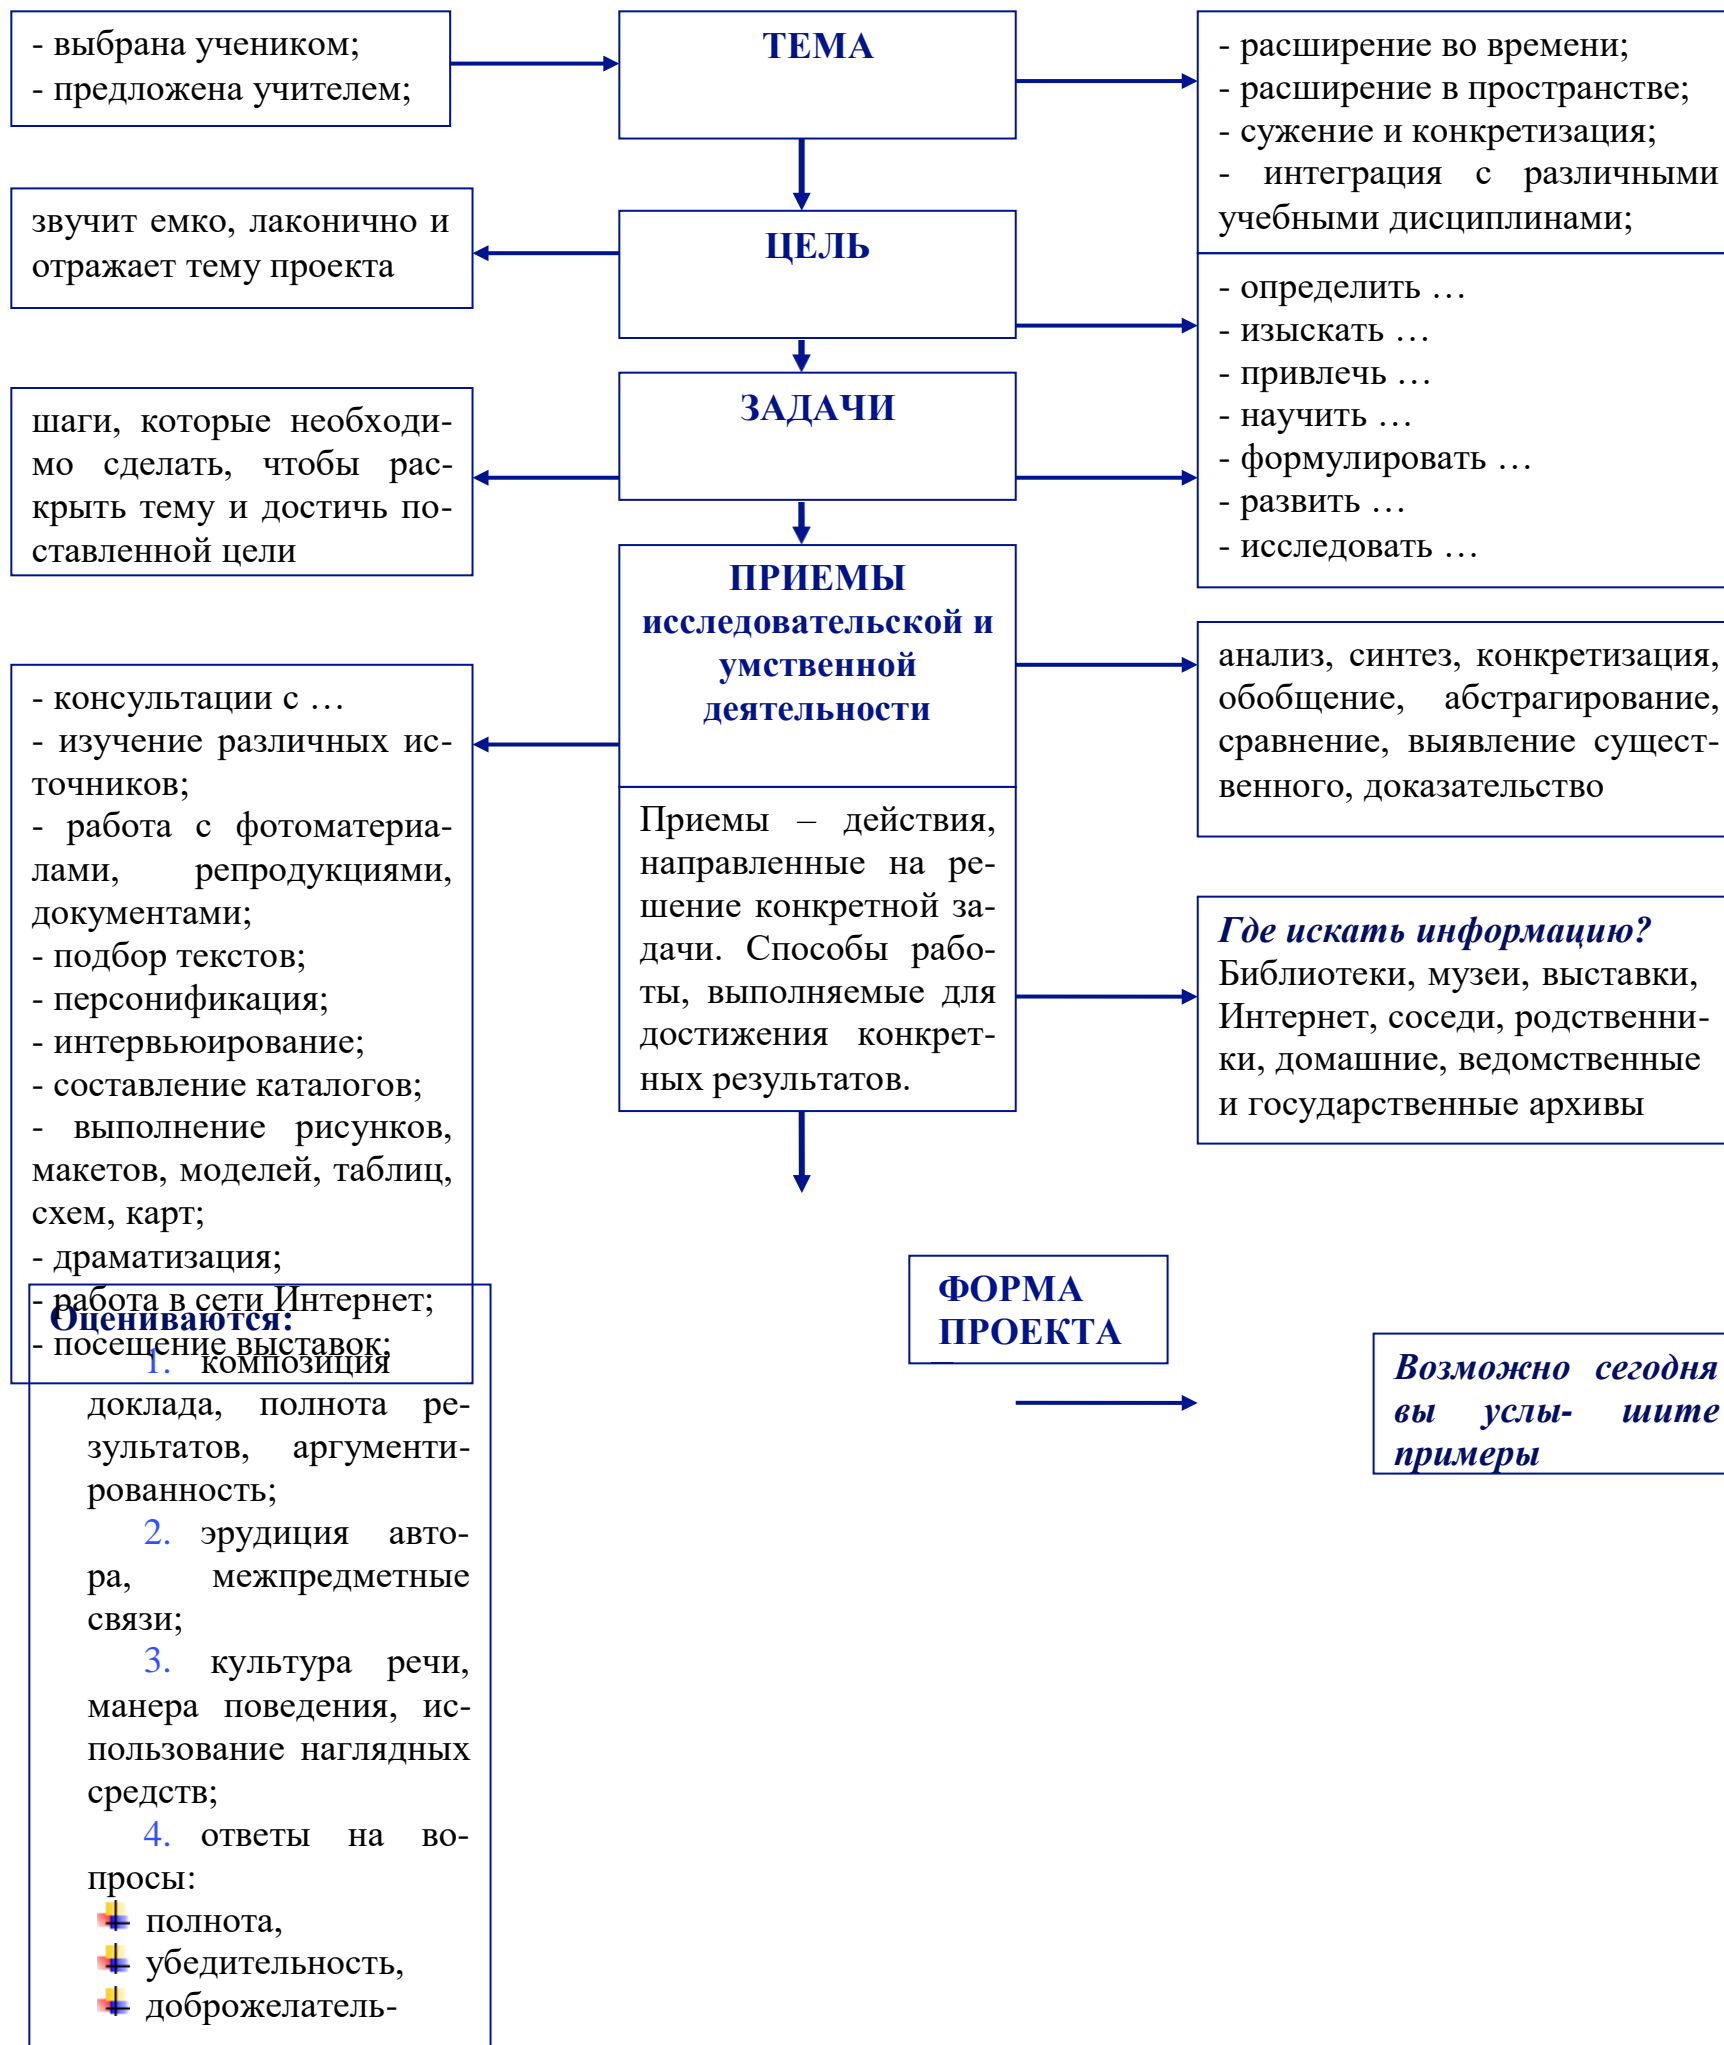 - выбрана учеником;
- предложена учителем;
ТЕМА
- расширение во времени;
- расширение в пространстве;
- сужение и конкретизация;
- интеграция с различными
учебными дисциплинами;
звучит емко, лаконично и
отражает тему проекта
ЦЕЛЬ
- определить …
- изыскать …
- привлечь …
- научить …
- формулировать …
- развить …
- исследовать …
шаги, которые необходи-
мо сделать, чтобы рас-
крыть тему и достичь по-
ставленной цели
ЗАДАЧИ
ПРИЕМЫ
исследовательской и
умственной
деятельности
анализ, синтез, конкретизация,
обобщение, абстрагирование,
сравнение, выявление сущест-
венного, доказательство
- консультации с …
- изучение различных ис-
точников;
- работа с фотоматериа-
лами, репродукциями,
документами;
- подбор текстов;
- персонификация;
- интервьюирование;
- составление каталогов;
- выполнение рисунков,
макетов, моделей, таблиц,
схем, карт;
- драматизация;
- работа в сети Интернет;
- посещение выставок;
Приемы – действия,
направленные на ре-
шение конкретной за-
дачи. Способы рабо-
ты, выполняемые для
достижения конкрет-
ных результатов.
Где искать информацию?
Библиотеки, музеи, выставки,
Интернет, соседи, родственни-
ки, домашние, ведомственные
и государственные архивы
ФОРМА
ПРОЕКТА
Возможно сегодня
вы услы- шите
примеры
Оцениваются:
1. композиция
доклада, полнота ре-
зультатов, аргументи-
рованность;
2. эрудиция авто-
ра, межпредметные
связи;
3. культура речи,
манера поведения, ис-
пользование наглядных
средств;
4. ответы на во-
просы:
полнота,
убедительность,
доброжелатель-